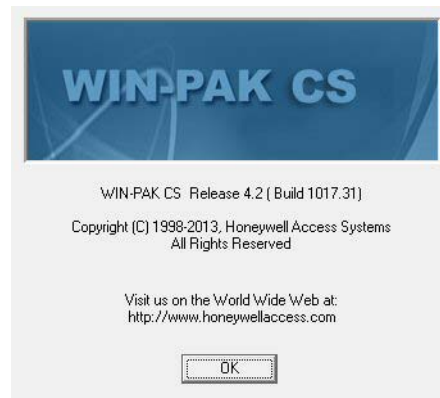 WIN-PAK CS
WIN-PAK CS Release 4.2 ( Build 1017.31)
Copyright (C) 1998-2013, Honeywell Access Systems
All Rights Reserved
Visit us on the World Wide Web at:
http://www.honeywellaccess.com
OK